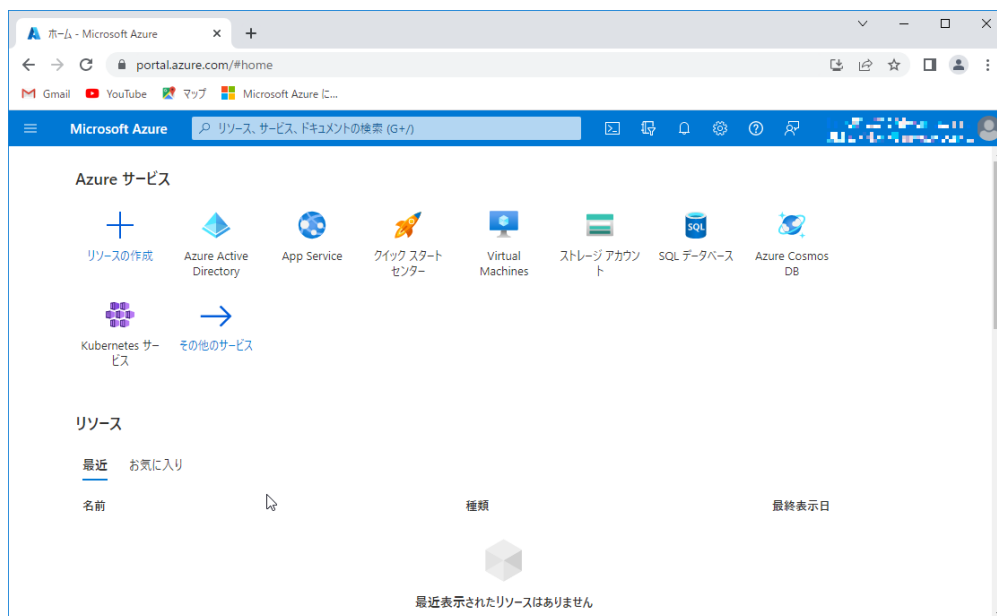 ホーム - Microsoft Azure
portal.azure.com/#home
Gmail YouTube マップ Microsoft Azure に...
Microsoft Azure リソース、サービス、ドキュメントの検索 (G+/)
Azure サービス
リソースの作成
Azure Active
Directory
App Service
クイック スタート
センター
Virtual
Machines
ストレージ アカウン
ト
SQL データベース
Azure Cosmos
DB
Kubernetes サー
ビス
その他のサービス
リソース
最近 お気に入り
名前 種類 最終表示日
最近表示されたリソースはありません